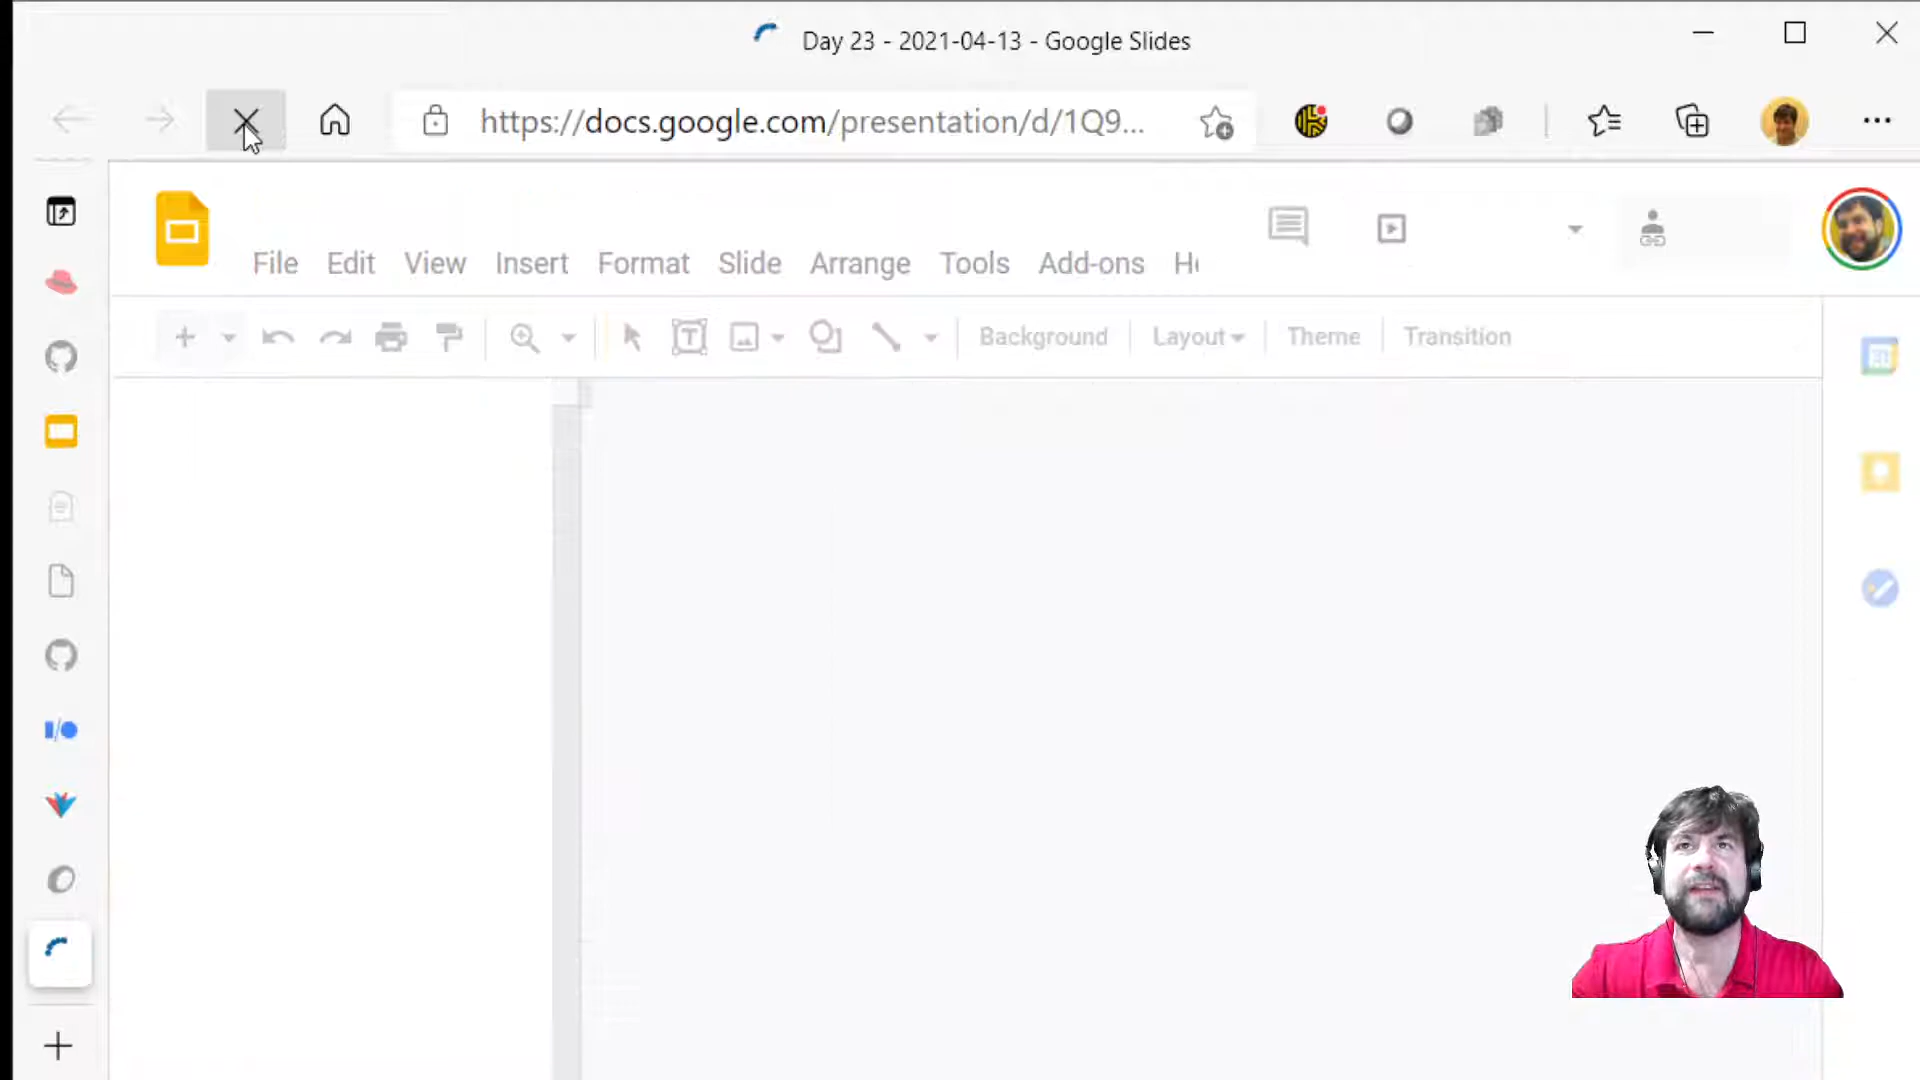 Day 23 - 2021-04-13 - Google Slides
https://docs.google.com/presentation/d/1Q9...
File Edit View Insert Format Slide Arrange Tools Add-ons
Background Layout Theme Transition
31
I/O